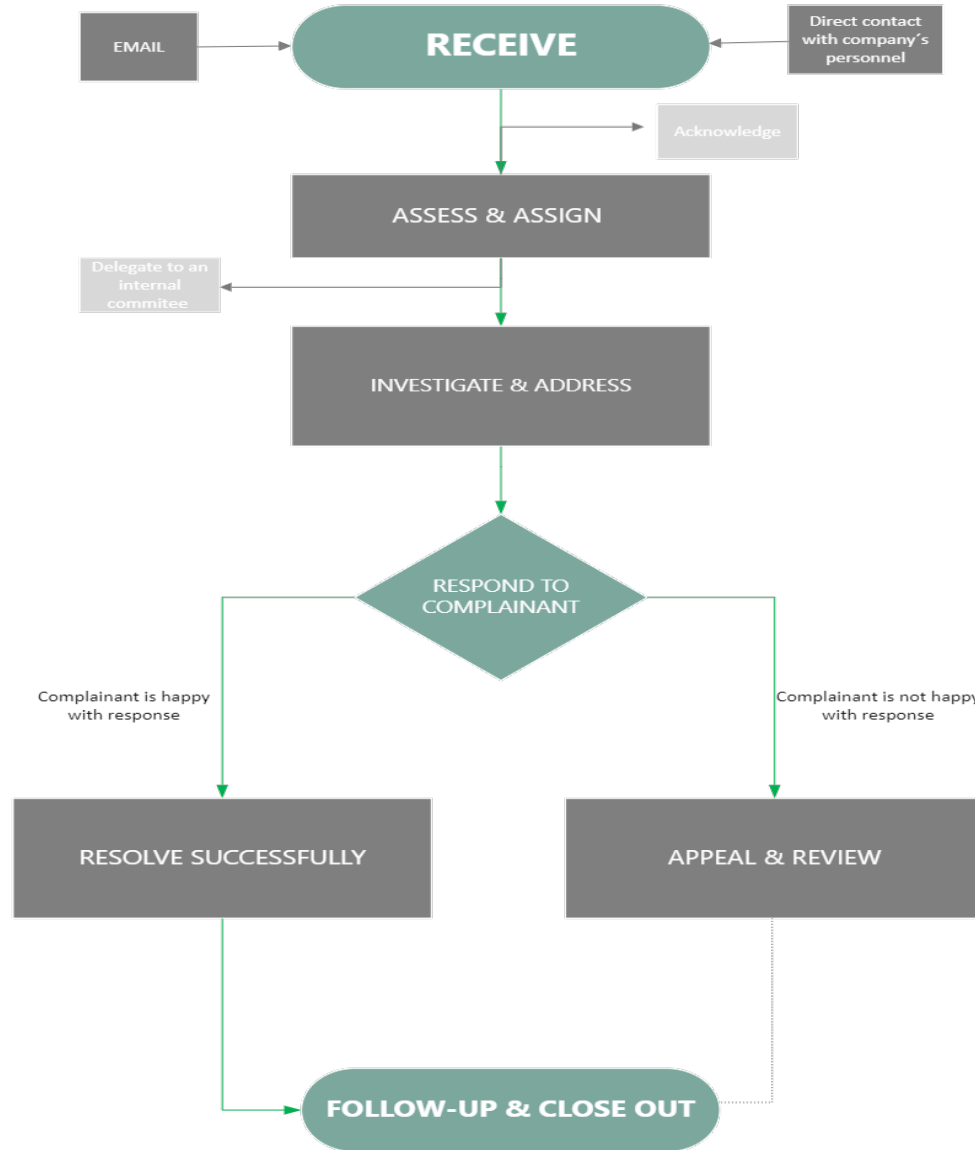 EMAIL
RECEIVE
Direct contact
with company´s
personnel
Acknowledge
ASSESS & ASSIGN
Delegate to an
internal
commitee
INVESTIGATE & ADDRESS
RESPOND TO
COMPLAINANT
Complainant is happy
with response
Complainant is not happy
with response
RESOLVE SUCCESSFULLY
APPEAL & REVIEW
FOLLOW-UP & CLOSE OUT